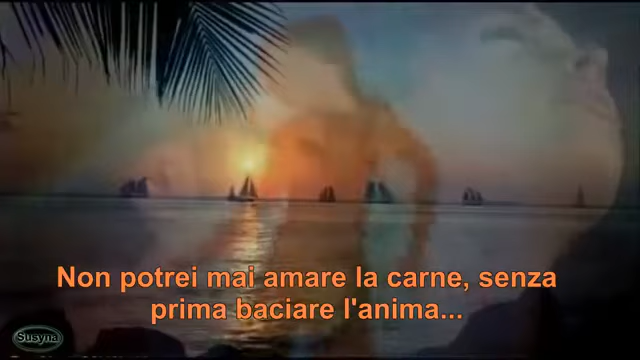 Non potrei mai amare la carne, senza
prima baciare l'anima...
Susyna